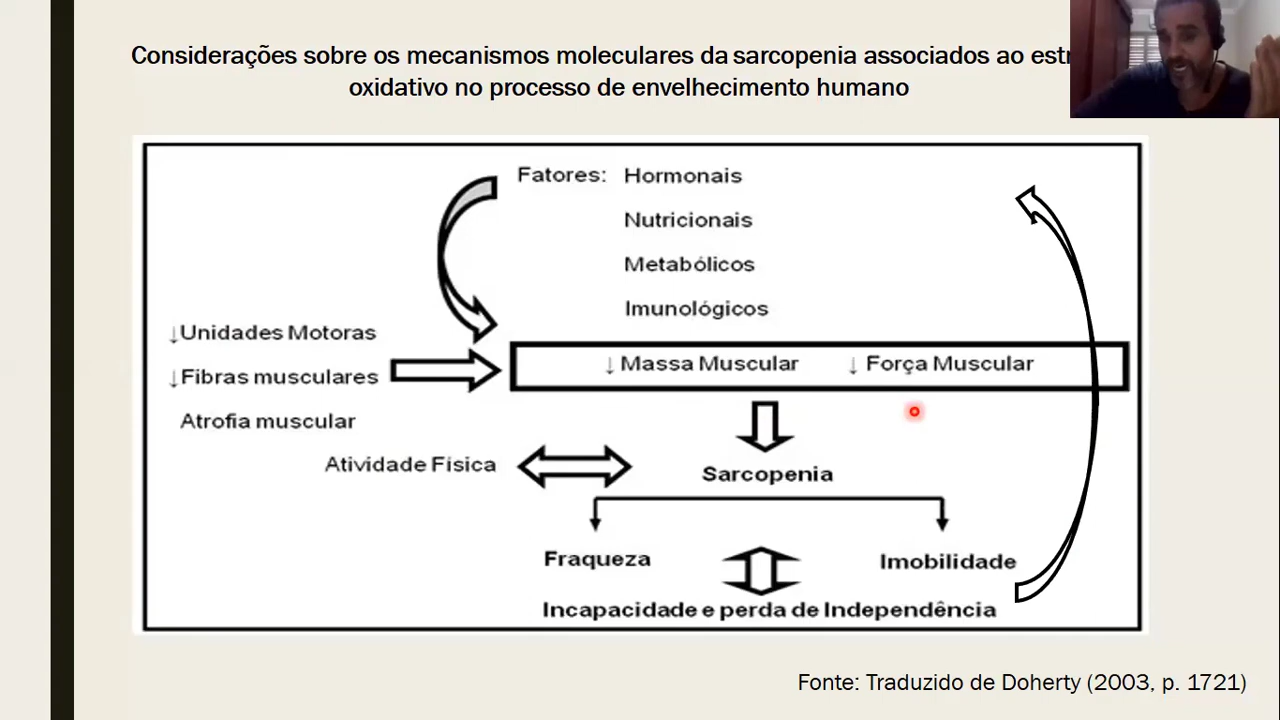 Considerações sobre os mecanismos moleculares da sarcopenia associados ao
oxidativo no processo de envelhecimento humano
Fatores: Hormonais
Nutricionais
Metabólicos
Imunológicos
↓Unidades Motoras
↓Fibras musculares
Atrofia muscular
↓ Massa Muscular ↓ Força Muscular
Atividade Física
Sarcopenia
Fraqueza
Imobilidade
Incapacidade e perda de Independência
Fonte: Traduzido de Doherty (2003, p. 1721)